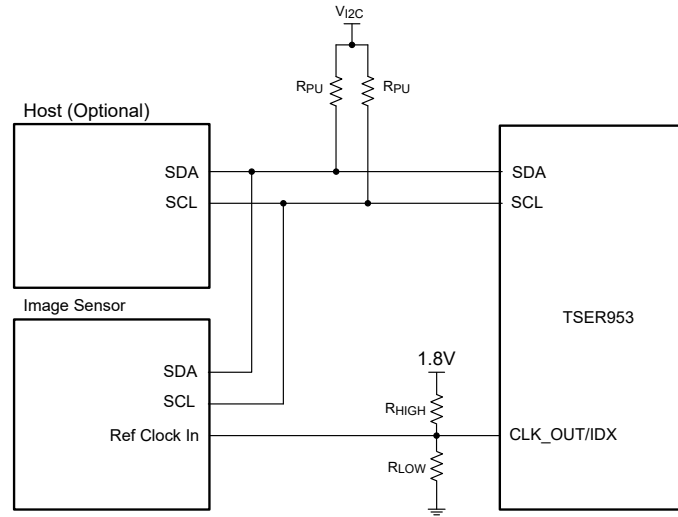 VI2C
RPU
RPU
Host (Optional)
SDA
SCL
SDA
SCL
Image Sensor
TSER953
SDA
SCL
1.8V
RHIGH
Ref Clock In
CLK_OUT/IDX
RLOW